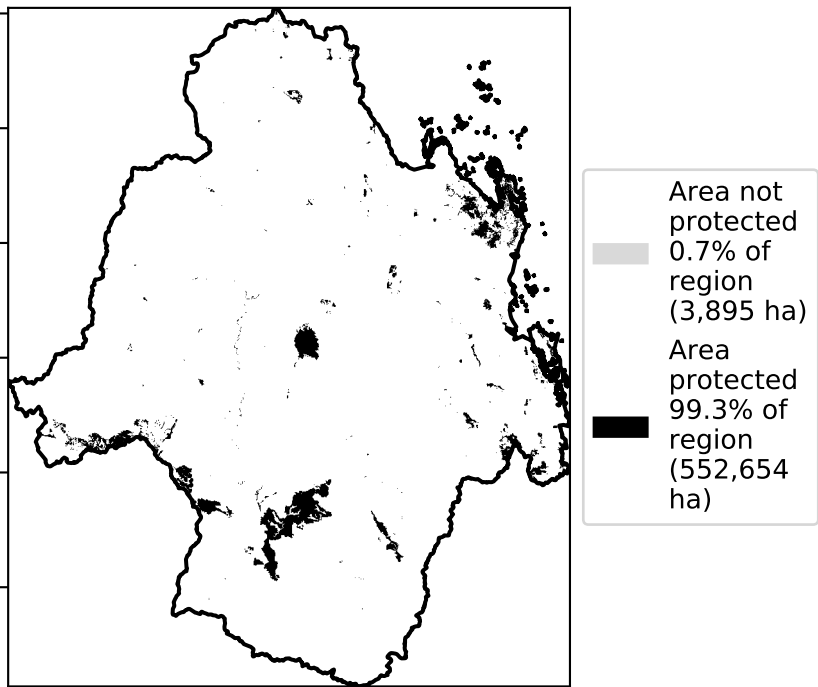 Area not
protected
0.7% of
region
(3,895 ha)
Area
protected
99.3% of
region
(552,654
ha)